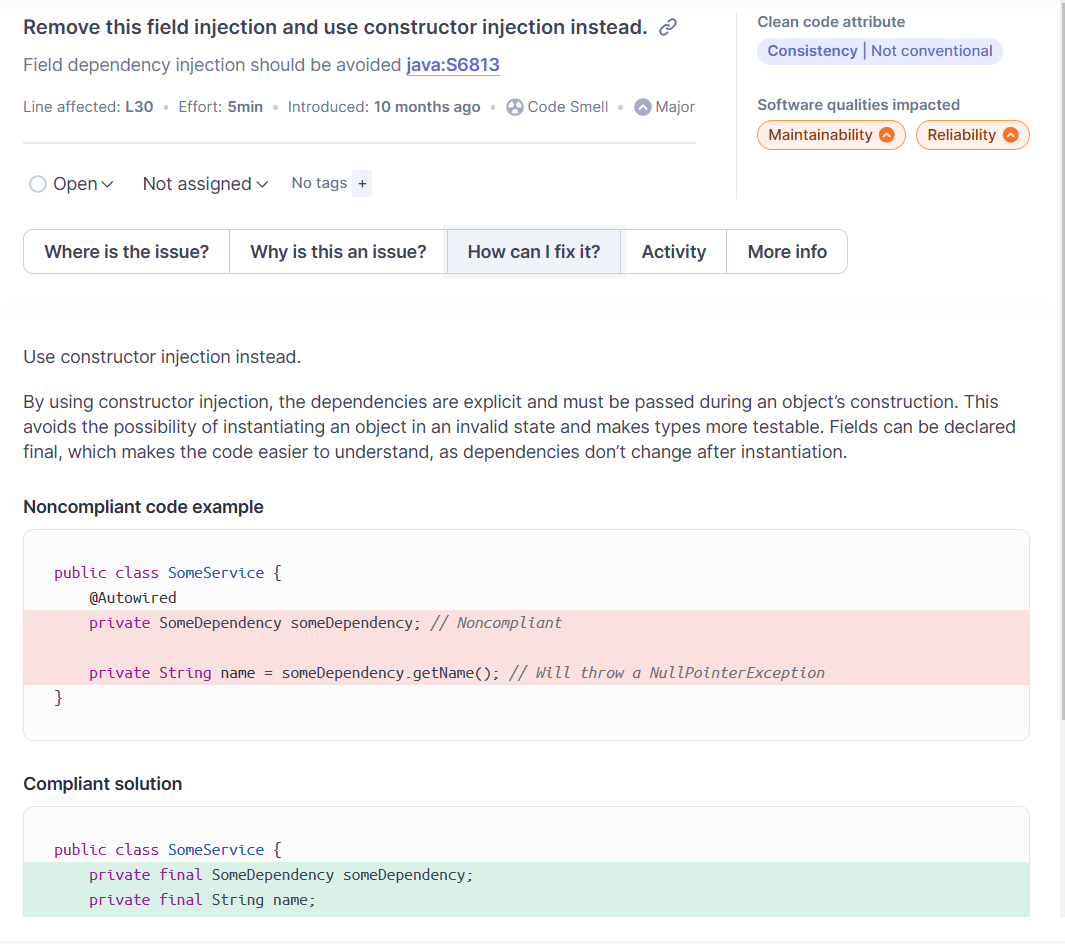 Remove this field injection and use constructor injection instead.
Field dependency injection should be avoided java:S6813
Line affected: L30 • Effort: 5min • Introduced: 10 months ago • Code Smell • Major
Clean code attribute
Consistency | Not conventional
Software qualities impacted
Maintainability
Reliability
Open
Not assigned
No tags +
Where is the issue?
Why is this an issue?
How can I fix it?
Activity
More info
Use constructor injection instead.
By using constructor injection, the dependencies are explicit and must be passed during an object’s construction. This
avoids the possibility of instantiating an object in an invalid state and makes types more testable. Fields can be declared
final, which makes the code easier to understand, as dependencies don’t change after instantiation.
Noncompliant code example
public class SomeService {
    @Autowired
    private SomeDependency someDependency; // Noncompliant
    private String name = someDependency.getName(); // Will throw a NullPointerException
}
Compliant solution
public class SomeService {
    private final SomeDependency someDependency;
    private final String name;